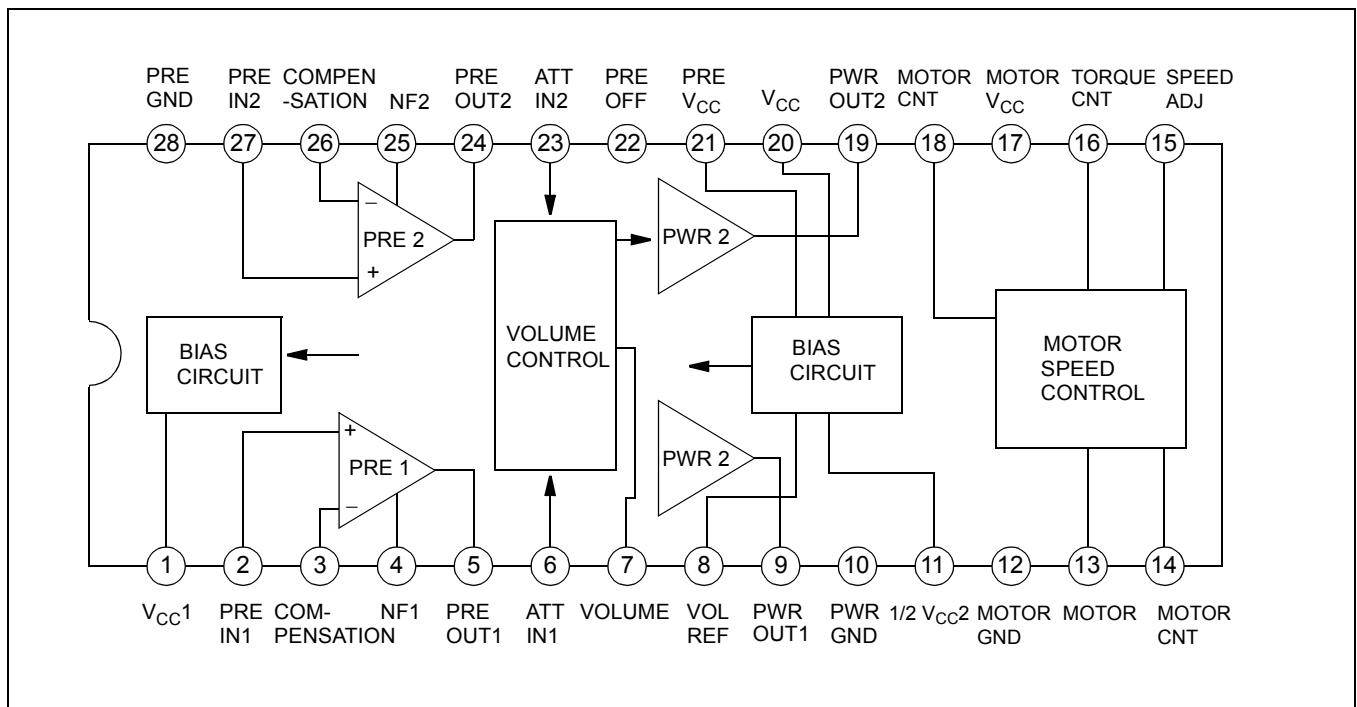 PRE GND
PRE IN2
COMPEN -SATION
NF2
PRE OUT2
ATT IN2
PRE OFF
PRE VCC
VCC
PWR OUT2
MOTOR CNT
MOTOR VCC
TORQUE CNT
SPEED ADJ
28
27
26
25
24
23
22
21
20
19
18
17
16
15
−
PRE 2
+
PWR 2
BIAS CIRCUIT
VOLUME CONTROL
BIAS CIRCUIT
MOTOR SPEED CONTROL
+
PRE 1
−
PWR 2
1
2
3
4
5
6
7
8
9
10
11
12
13
14
VCC1
PRE IN1
COM- PENSATION
NF1
PRE OUT1
ATT IN1
VOLUME
VOL REF
PWR OUT1
PWR GND
1/2 VCC2
MOTOR GND
MOTOR
MOTOR CNT